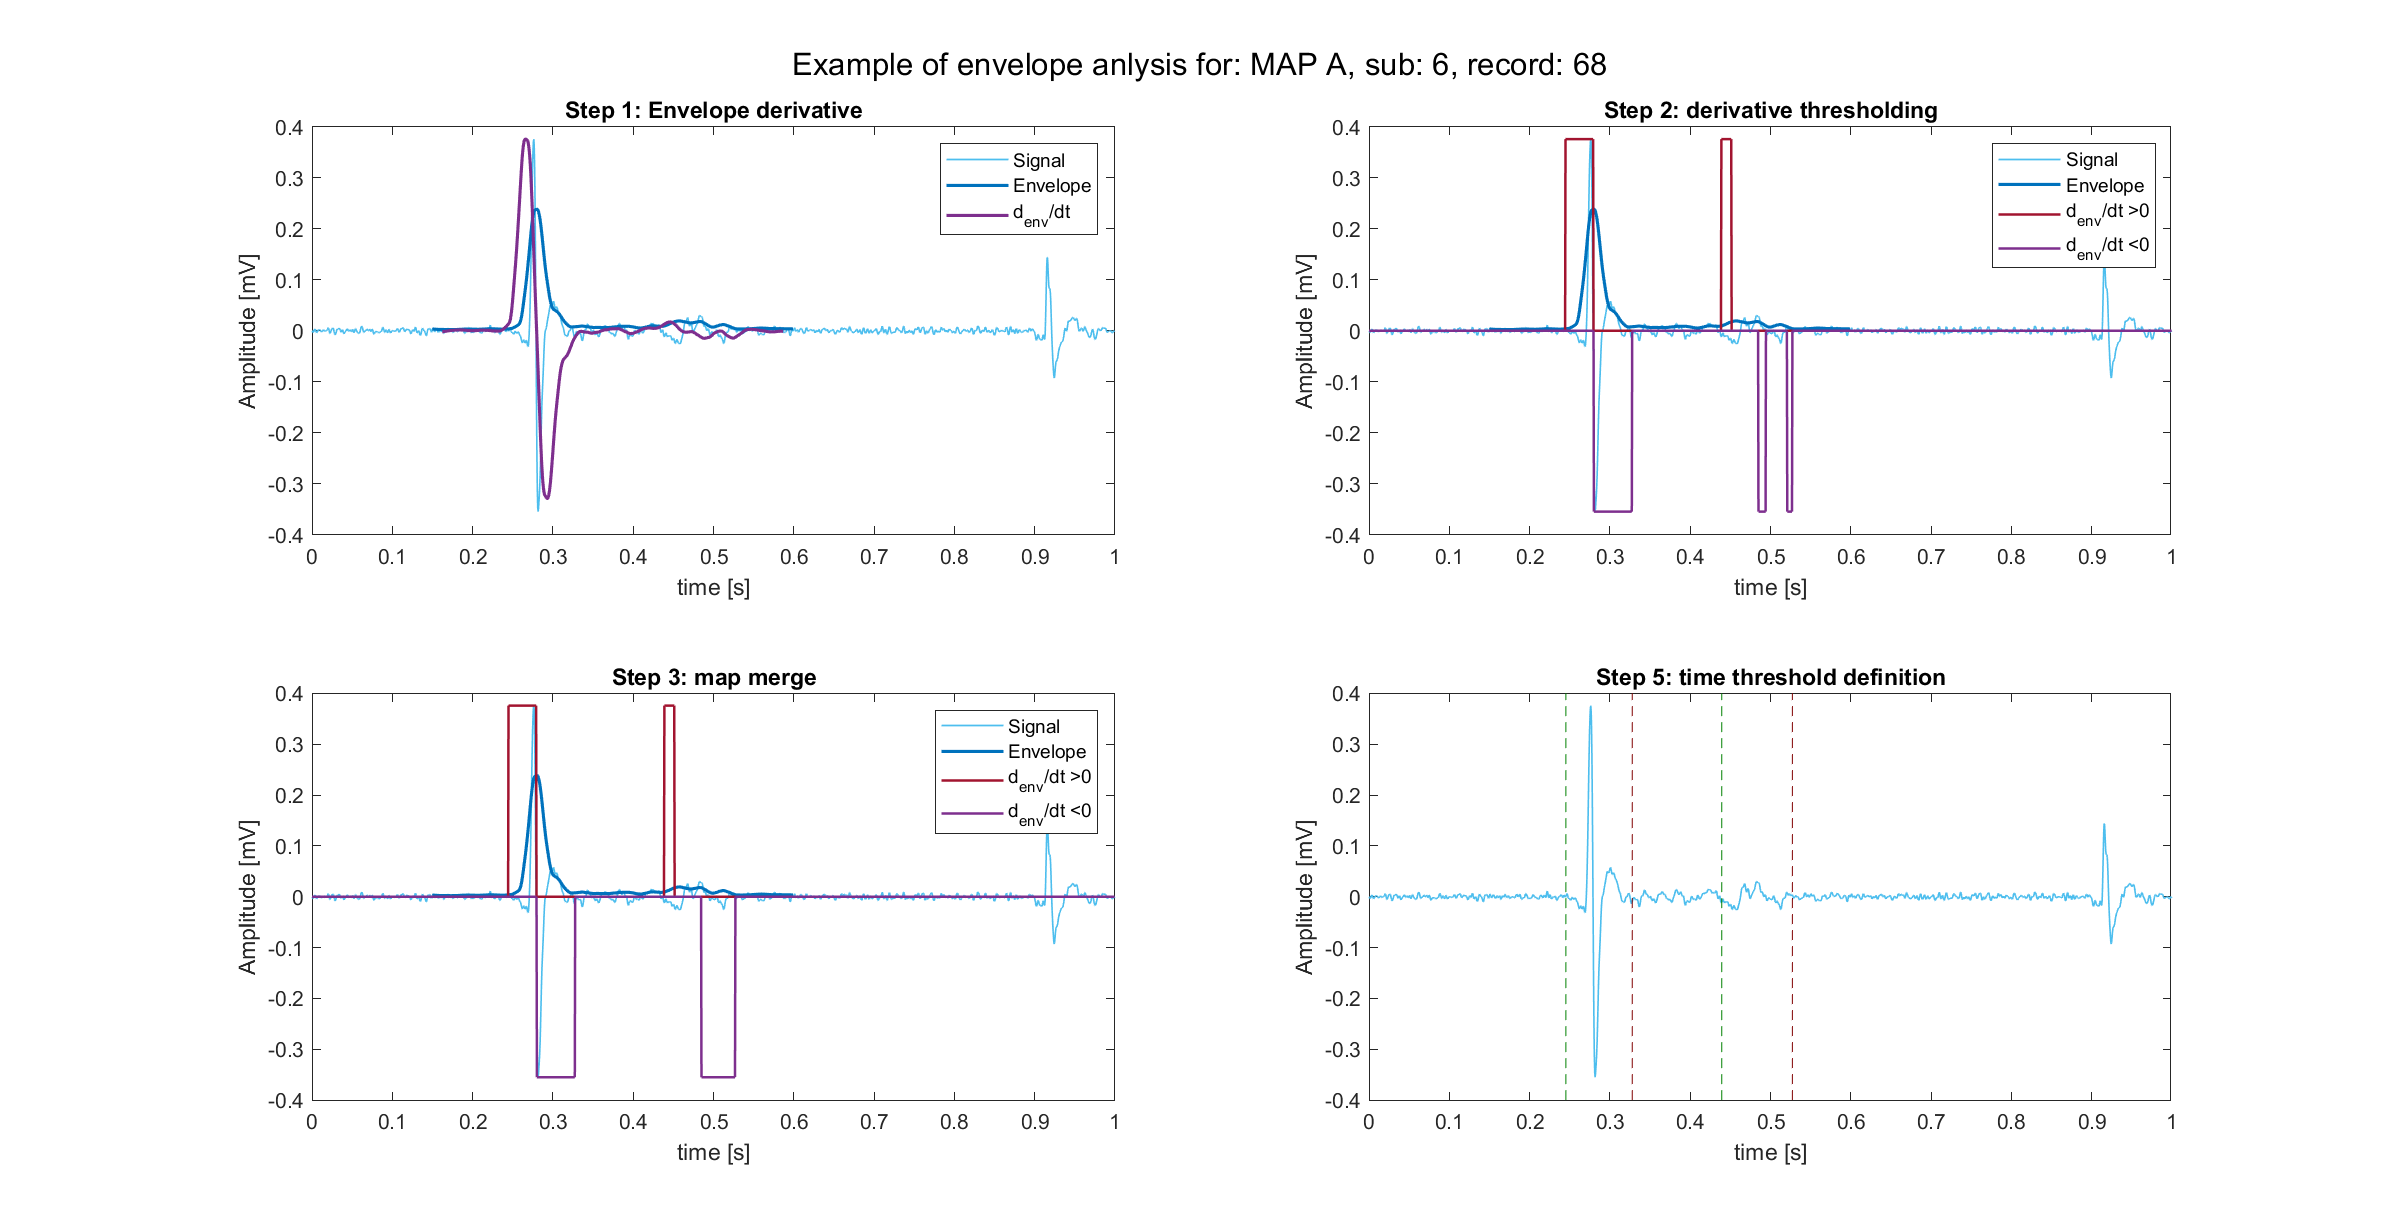 Example of envelope anlysis for: MAP A, sub: 6, record: 68
Step 1: Envelope derivative
0.4
0.3
0.2
0.1
0
-0.1
-0.2
-0.3
-0.4
Amplitude [mV]
0 0.1 0.2 0.3 0.4 0.5 0.6 0.7 0.8 0.9 1
time [s]
Signal
Envelope
d_env/dt
Step 2: derivative thresholding
0.4
0.3
0.2
0.1
0
-0.1
-0.2
-0.3
-0.4
Amplitude [mV]
0 0.1 0.2 0.3 0.4 0.5 0.6 0.7 0.8 0.9 1
time [s]
Signal
Envelope
d_env/dt >0
d_env/dt <0
Step 3: map merge
0.4
0.3
0.2
0.1
0
-0.1
-0.2
-0.3
-0.4
Amplitude [mV]
0 0.1 0.2 0.3 0.4 0.5 0.6 0.7 0.8 0.9 1
time [s]
Signal
Envelope
d_env/dt >0
d_env/dt <0
Step 5: time threshold definition
0.4
0.3
0.2
0.1
0
-0.1
-0.2
-0.3
-0.4
Amplitude [mV]
0 0.1 0.2 0.3 0.4 0.5 0.6 0.7 0.8 0.9 1
time [s]